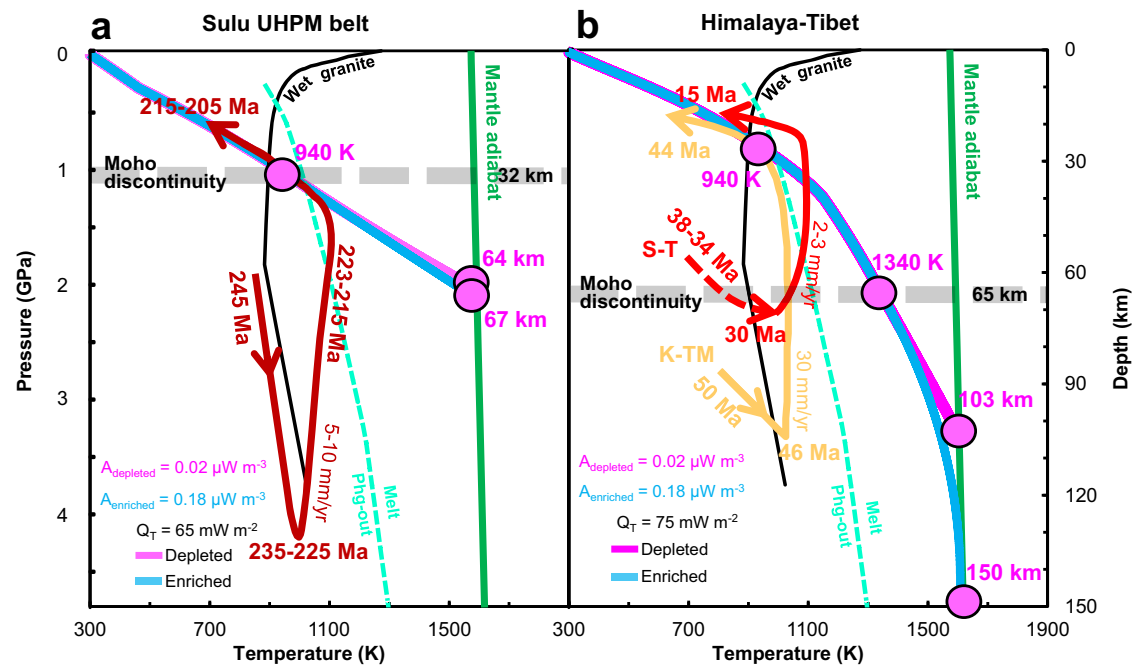 a
Sulu UHPM belt
b
Himalaya-Tibet
0
1
2
3
4
Pressure (GPa)
300
700
1100
1500
Temperature (K)
Wet granite
215-205 Ma
940 K
Moho
discontinuity
32 km
Mantle adiabat
64 km
67 km
245 Ma
223-215 Ma
5-10 mm/yr
235-225 Ma
Melt
Phg-out
A depleted = 0.02 µW m-3
A enriched = 0.18 µW m-3
QT = 65 mW m-2
Depleted
Enriched
Wet granite
15 Ma
44 Ma
940 K
Mantle adiabat
38-34 Ma
S-T
2-3 mm/yr
1340 K
Moho
discontinuity
65 km
30 Ma
K-TM
50 Ma
30 mm/yr
46 Ma
103 km
150 km
Melt
Phg-out
A depleted = 0.02 µW m-3
A enriched = 0.18 µW m-3
QT = 75 mW m-2
Depleted
Enriched
0
30
60
90
120
150
Depth (km)
300
700
1100
1500
1900
Temperature (K)